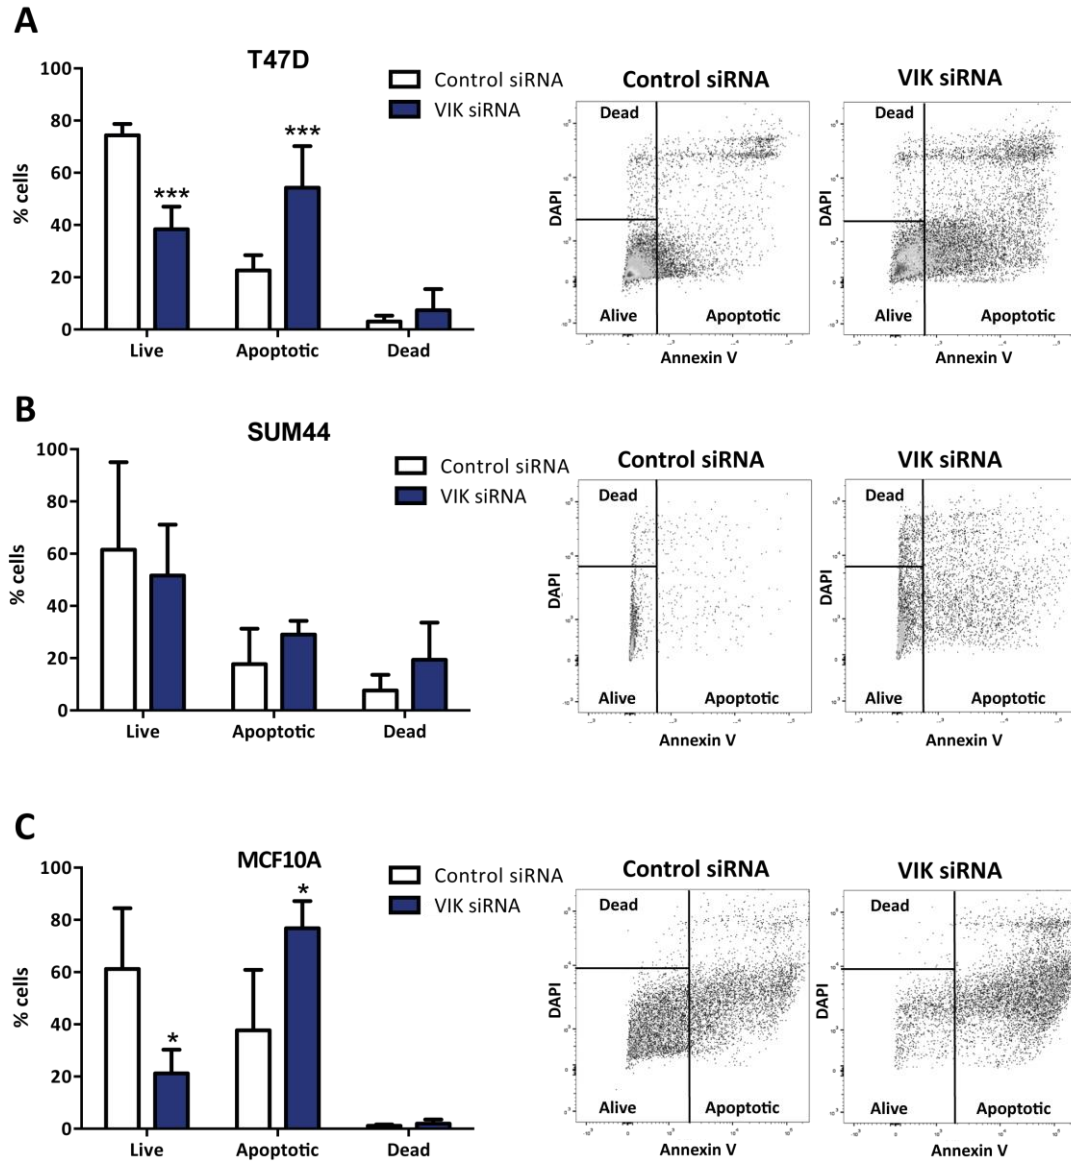 A
T47D
Control siRNA
VIK siRNA
100
80
60
40
20
0
% cells
***
***
Live
Apoptotic
Dead
Control siRNA
Dead
DAPI
Alive
Apoptotic
Annexin V
VIK siRNA
Dead
DAPI
Alive
Apoptotic
Annexin V
B
SUM44
Control siRNA
VIK siRNA
100
80
60
40
20
0
% cells
Live
Apoptotic
Dead
Control siRNA
Dead
DAPI
Alive
Apoptotic
Annexin V
VIK siRNA
Dead
DAPI
Alive
Apoptotic
Annexin V
C
MCF10A
Control siRNA
VIK siRNA
100
80
60
40
20
0
% cells
*
*
Live
Apoptotic
Dead
Control siRNA
Dead
DAPI
Alive
Apoptotic
Annexin V
VIK siRNA
Dead
DAPI
Alive
Apoptotic
Annexin V